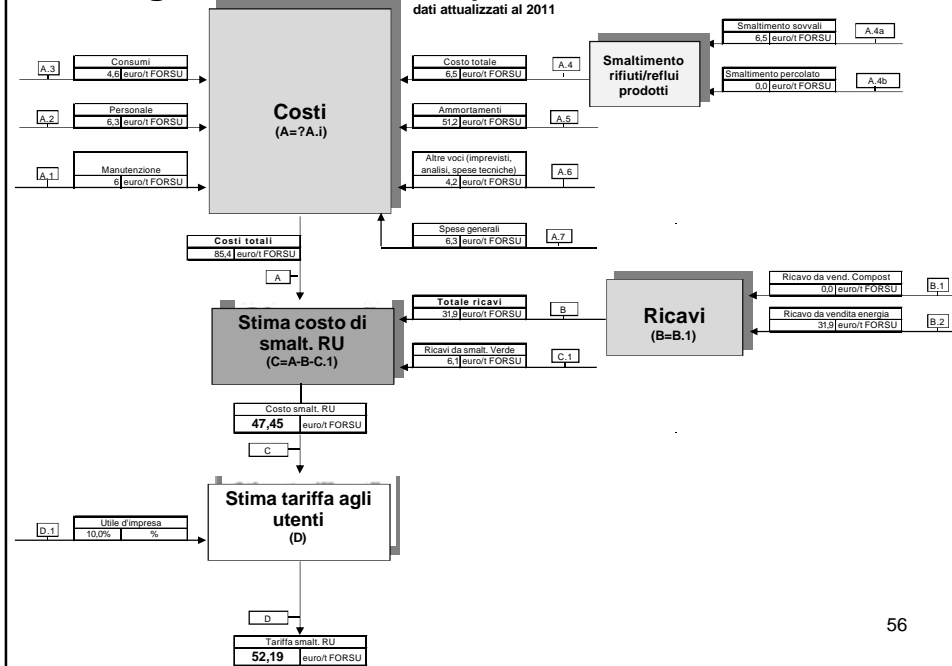 dati attualizzati al 2011
Smaltimento sovvali
6,5 euro/t FORSU
A.4a
Consumi
4,6 euro/t FORSU
A.3
Costo totale
6,5 euro/t FORSU
A.4
Smaltimento
rifiuti/reflui
prodotti
Smaltimento percolato
0,0 euro/t FORSU
A.4b
Costi
(A=?A.i)
Personale
6,3 euro/t FORSU
A.2
Ammortamenti
51,2 euro/t FORSU
A.5
Manutenzione
6 euro/t FORSU
A.1
Altre voci (imprevisti,
analisi, spese tecniche)
4,2 euro/t FORSU
A.6
Spese generali
6,3 euro/t FORSU
A.7
Costi totali
85,4 euro/t FORSU
A
Ricavo da vend. Compost
0,0 euro/t FORSU
B.1
Totale ricavi
31,9 euro/t FORSU
B
Ricavi
(B=B.1)
Ricavo da vendita energia
31,9 euro/t FORSU
B.2
Stima costo di
smalt. RU
(C=A-B-C.1)
Ricavi da smalt. Verde
6,1 euro/t FORSU
C.1
Costo smalt. RU
47,45 euro/t FORSU
C
Stima tariffa agli
utenti
(D)
D.1
Utile d'impresa
10,0% %
D
Tariffa smalt. RU
52,19 euro/t FORSU
56